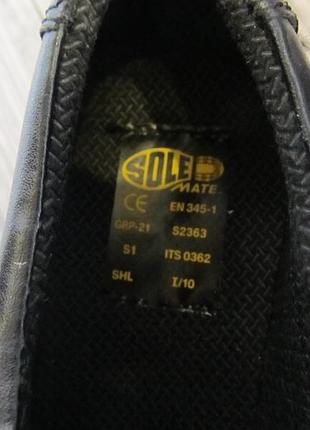 SOLE
MATE
CE EN 345-1
GRP-21 S2363
S1 ITS 0362
SHL I/10